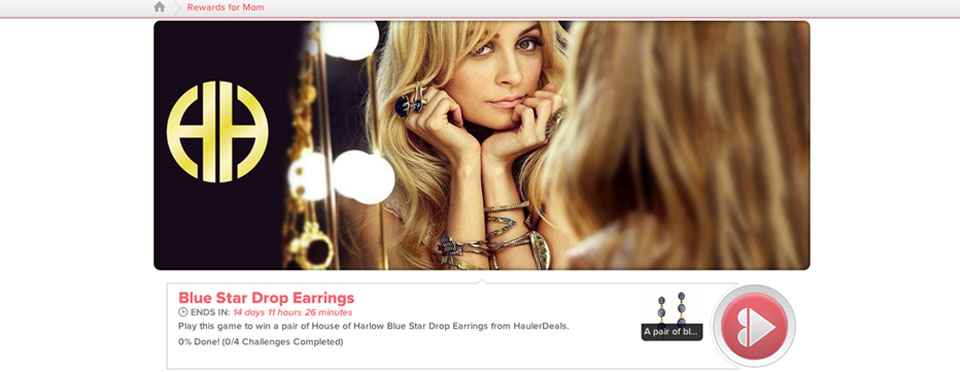 Rewards for Mom
HH
Blue Star Drop Earrings
ENDS IN: 14 days 11 hours 26 minutes
Play this game to win a pair of House of Harlow Blue Star Drop Earrings from HaulerDeals.
0% Done! (0/4 Challenges Completed)
A pair of bl...